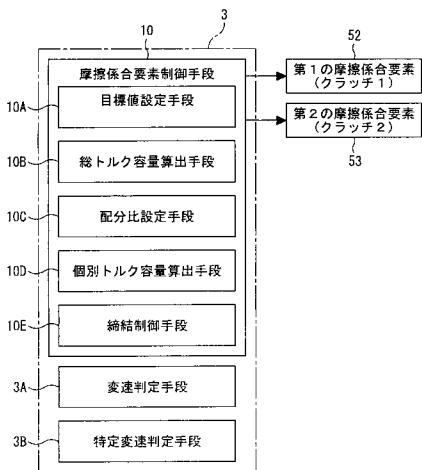 3
10
52
摩擦係合要素制御手段
第1の摩擦係合要素
(クラッチ1)
10A
目標値設定手段
第2の摩擦係合要素
(クラッチ2)
53
10B
総トルク容量算出手段
10C
配分比設定手段
10D
個別トルク容量算出手段
10E
締結制御手段
3A
変速判定手段
3B
特定変速判定手段